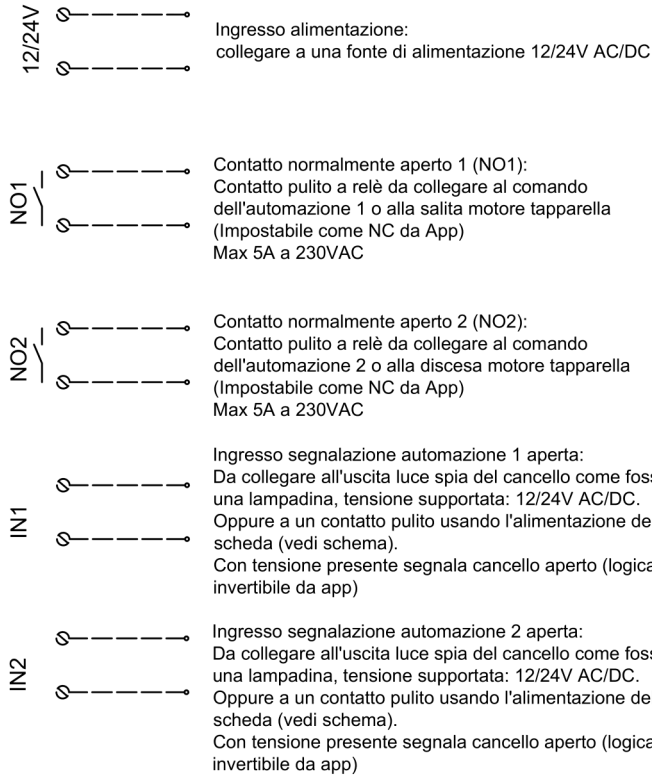 12/24V
Ingresso alimentazione:
collegare a una fonte di alimentazione 12/24V AC/DC
NO1
Contatto normalmente aperto 1 (NO1):
Contatto pulito a relè da collegare al comando
dell'automazione 1 o alla salita motore tapparella
(Impostabile come NC da App)
Max 5A a 230VAC
NO2
Contatto normalmente aperto 2 (NO2):
Contatto pulito a relè da collegare al comando
dell'automazione 2 o alla discesa motore tapparella
(Impostabile come NC da App)
Max 5A a 230VAC
IN1
Ingresso segnalazione automazione 1 aperta:
Da collegare all'uscita luce spia del cancello come foss
una lampadina, tensione supportata: 12/24V AC/DC.
Oppure a un contatto pulito usando l'alimentazione de
scheda (vedi schema).
Con tensione presente segnala cancello aperto (logica
invertibile da app)
IN2
Ingresso segnalazione automazione 2 aperta:
Da collegare all'uscita luce spia del cancello come foss
una lampadina, tensione supportata: 12/24V AC/DC.
Oppure a un contatto pulito usando l'alimentazione de
scheda (vedi schema).
Con tensione presente segnala cancello aperto (logica
invertibile da app)